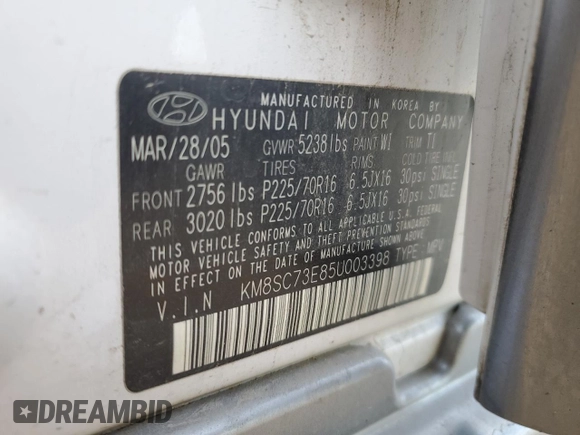 MANUFACTURED IN KOREA BY
HYUNDAI MOTOR COMPANY
MAR/28/05 GVWR 5238lbs PAINT WI TRIM TI
GAWR TIRES RIMS COLD TIRE
FRONT 2756 lbs P225/70R16 6.5JX16 30psi SINGLE
REAR 3020 lbs P225/70R16 6.5JX16 30psi SINGLE
THIS VEHICLE CONFORMS TO ALL APPLICABLE U.S.A. FEDERAL
MOTOR VEHICLE SAFETY AND BUMPER STANDARDS IN EFFECT ON
THE DATE OF MANUFACTURE SHOWN ABOVE.
V.I.N KM8SC73E85U003398 TYPE: MPV
DREAMBID